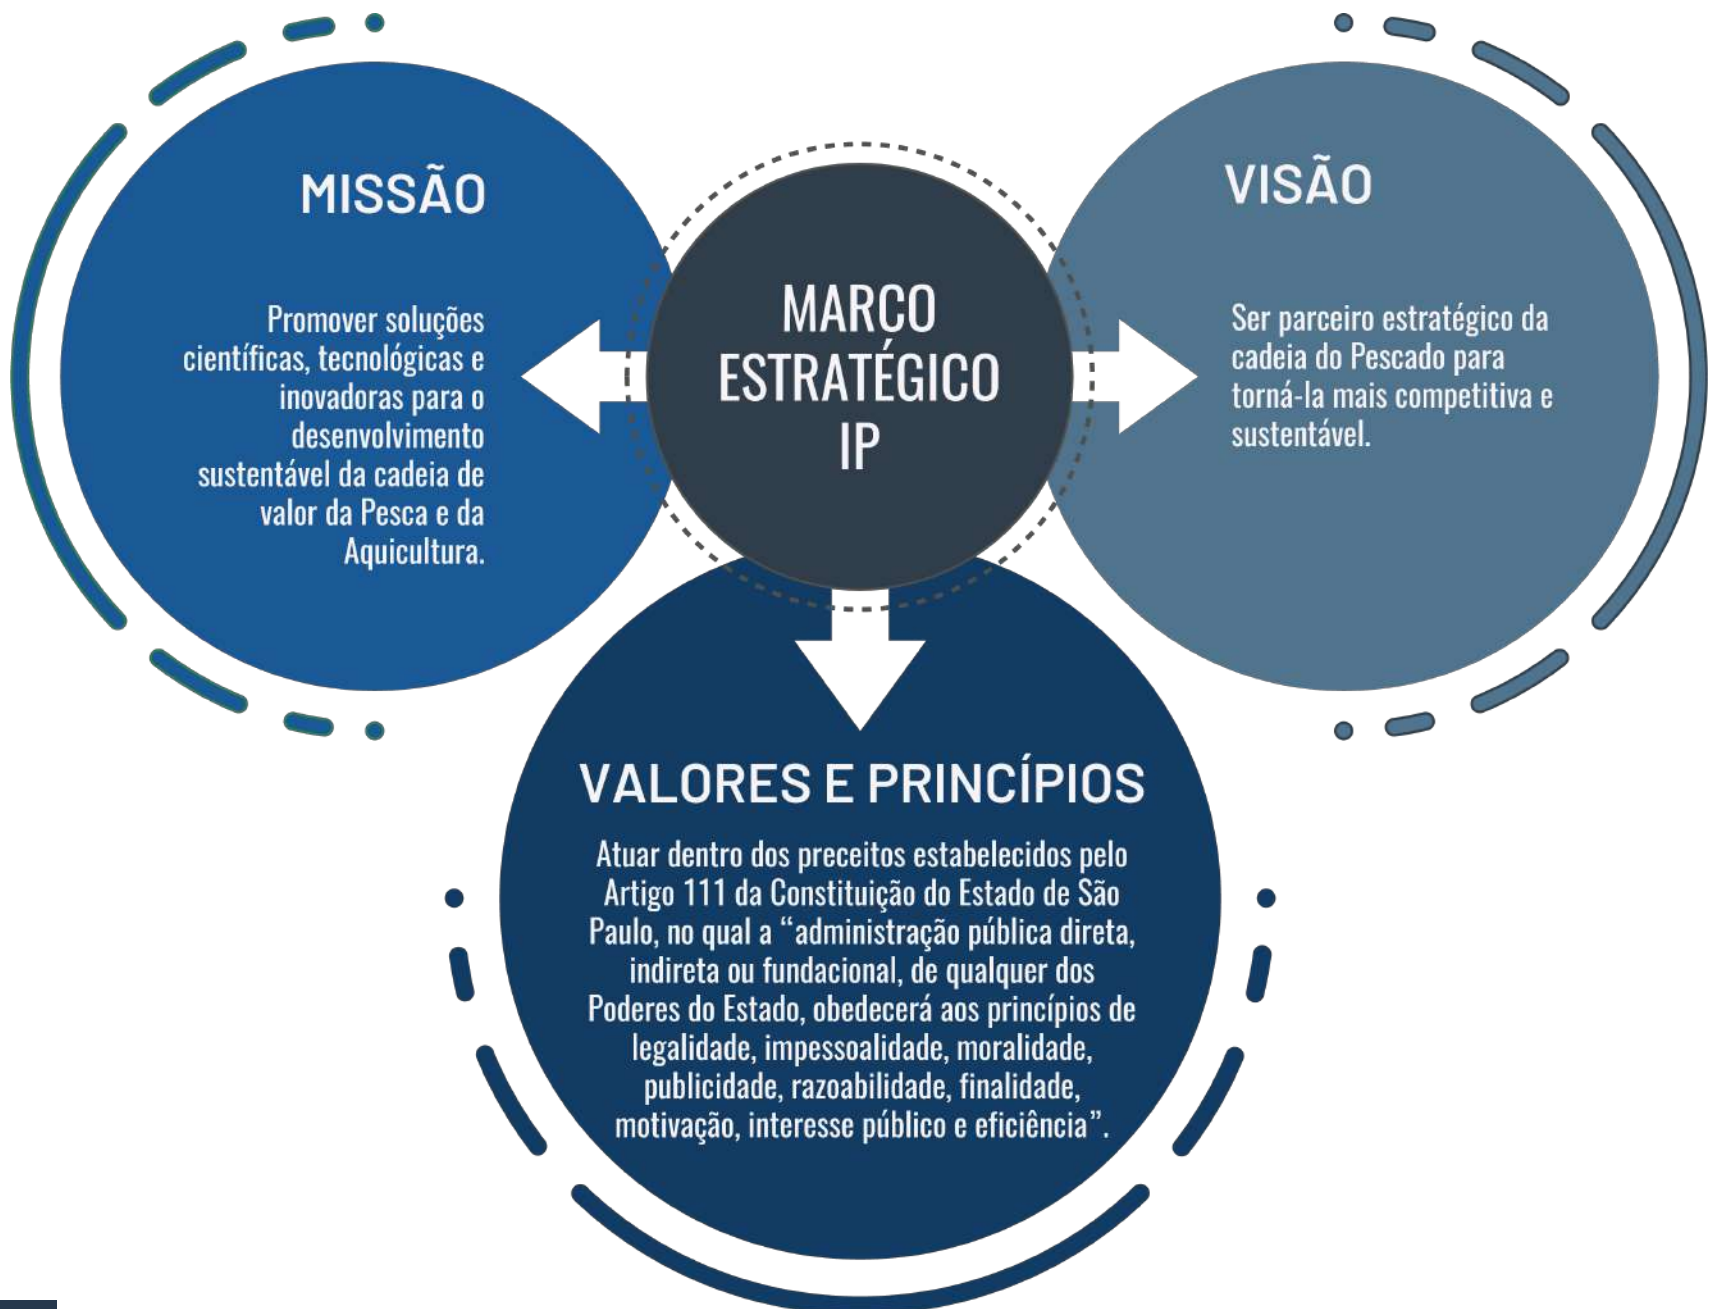 MISSÃO
Promover soluções
científicas, tecnológicas e
inovadoras para o
desenvolvimento
sustentável da cadeia de
valor da Pesca e da
Aquicultura.
MARCO
ESTRATÉGICO
IP
VISÃO
Ser parceiro estratégico da
cadeia do Pescado para
torná-la mais competitiva e
sustentável.
VALORES E PRINCÍPIOS
Atuar dentro dos preceitos estabelecidos pelo
Artigo 111 da Constituição do Estado de São
Paulo, no qual a “administração pública direta,
indireta ou fundacional, de qualquer dos
Poderes do Estado, obedecerá aos princípios de
legalidade, impessoalidade, moralidade,
publicidade, razoabilidade, finalidade,
motivação, interesse público e eficiência”.